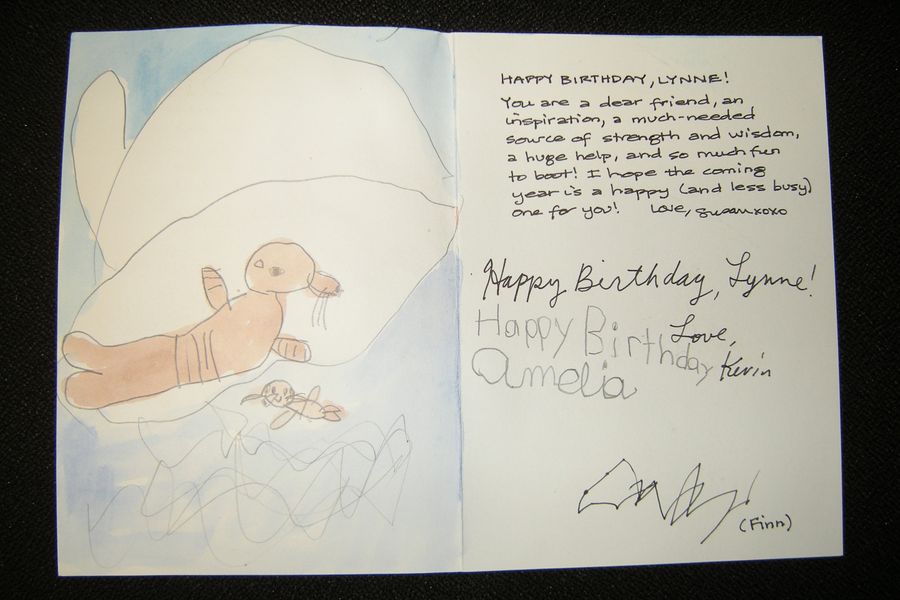 HAPPY BIRTHDAY, LYNNE!
You are a dear friend, an
inspiration, a much-needed
source of strength and wisdom,
a huge help, and so much fun
to boot! I hope the coming
year is a happy (and less busy)
one for you! Love, Susan xoxo
Happy Birthday, Lynne!
Love,
Kevin
Happy Birthday
Amelia
(Finn)